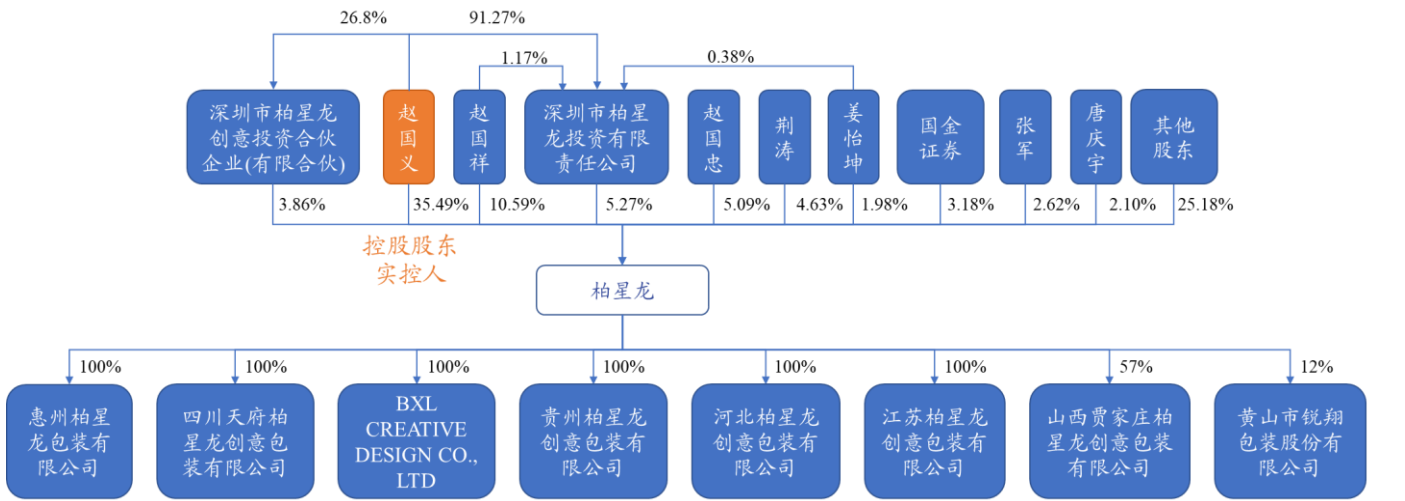 26.8%
91.27%
1.17%
0.38%
深圳市柏星龙
创意投资合伙
企业(有限合伙)
赵
国
义
赵
国
祥
深圳市柏星
龙投资有限
责任公司
赵
国
忠
荆
涛
姜
怡
坤
国金
证券
张
军
唐
庆
宇
其他
股东
3.86%
35.49%
10.59%
5.27%
5.09%
4.63%
1.98%
3.18%
2.62%
2.10%
25.18%
控股股东
实控人
柏星龙
100%
100%
100%
100%
100%
100%
57%
12%
惠州柏星
龙包装有
限公司
四川天府柏
星龙创意包
装有限公司
BXL
CREATIVE
DESIGN CO.,
LTD
贵州柏星龙
创意包装有
限公司
河北柏星龙
创意包装有
限公司
江苏柏星龙
创意包装有
限公司
山西贾家庄柏
星龙创意包装
有限公司
黄山市锐翔
包装股份有
限公司